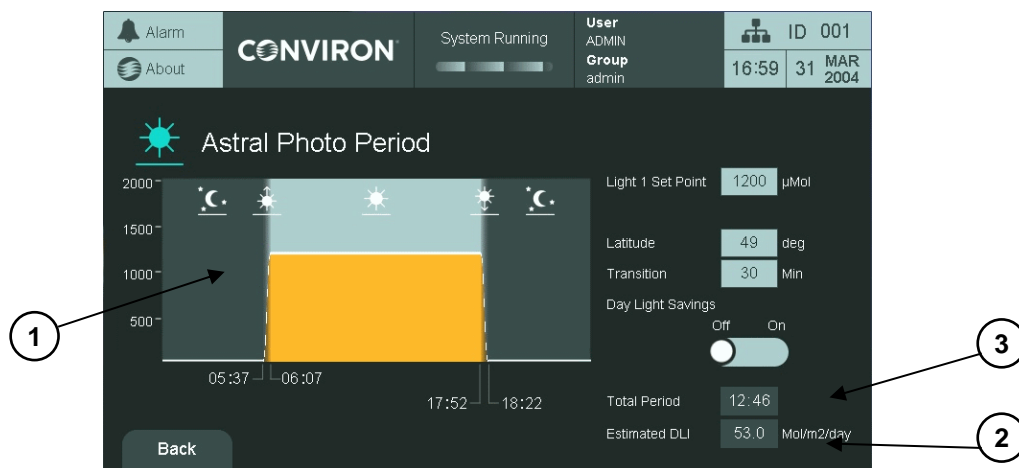 Alarm
About
CONVIRON
System Running
User
ADMIN
Group
admin
ID 001
16:59 31 MAR 2004
Astral Photo Period
2000
1500
1000
500
05:37 06:07
17:52 18:22
Light 1 Set Point 1200 µMol
Latitude 49 deg
Transition 30 Min
Day Light Savings
Off On
Total Period 12:46
Estimated DLI 53.0 Mol/m2/day
Back
1
3
2